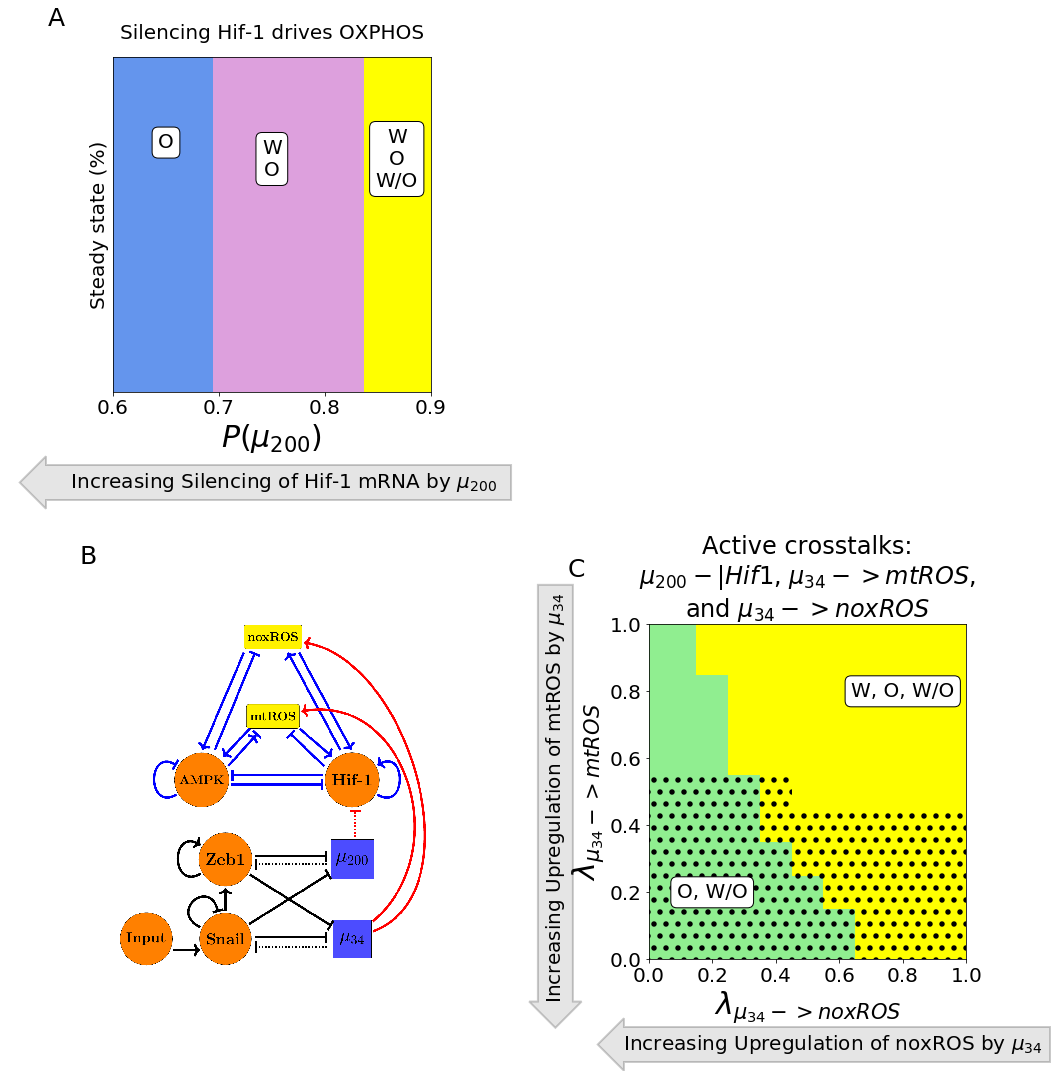 A
Silencing Hif-1 drives OXPHOS
O
W
O
W
O
W/O
Steady state (%)
0.6 0.7 0.8 0.9
P(μ200)
Increasing Silencing of Hif-1 mRNA by μ200
B
noxROS
mtROS
AMPK
Hif-1
Zeb1
μ200
Input
Snail
μ34
C
Active crosstalks:
μ200 − |Hif1, μ34 − > mtROS,
and μ34 − > noxROS
Increasing Upregulation of mtROS by μ34
λμ34 − > mtROS
1.0
0.8
0.6
0.4
0.2
0.0
W, O, W/O
O, W/O
0.0 0.2 0.4 0.6 0.8 1.0
λμ34 − > noxROS
Increasing Upregulation of noxROS by μ34